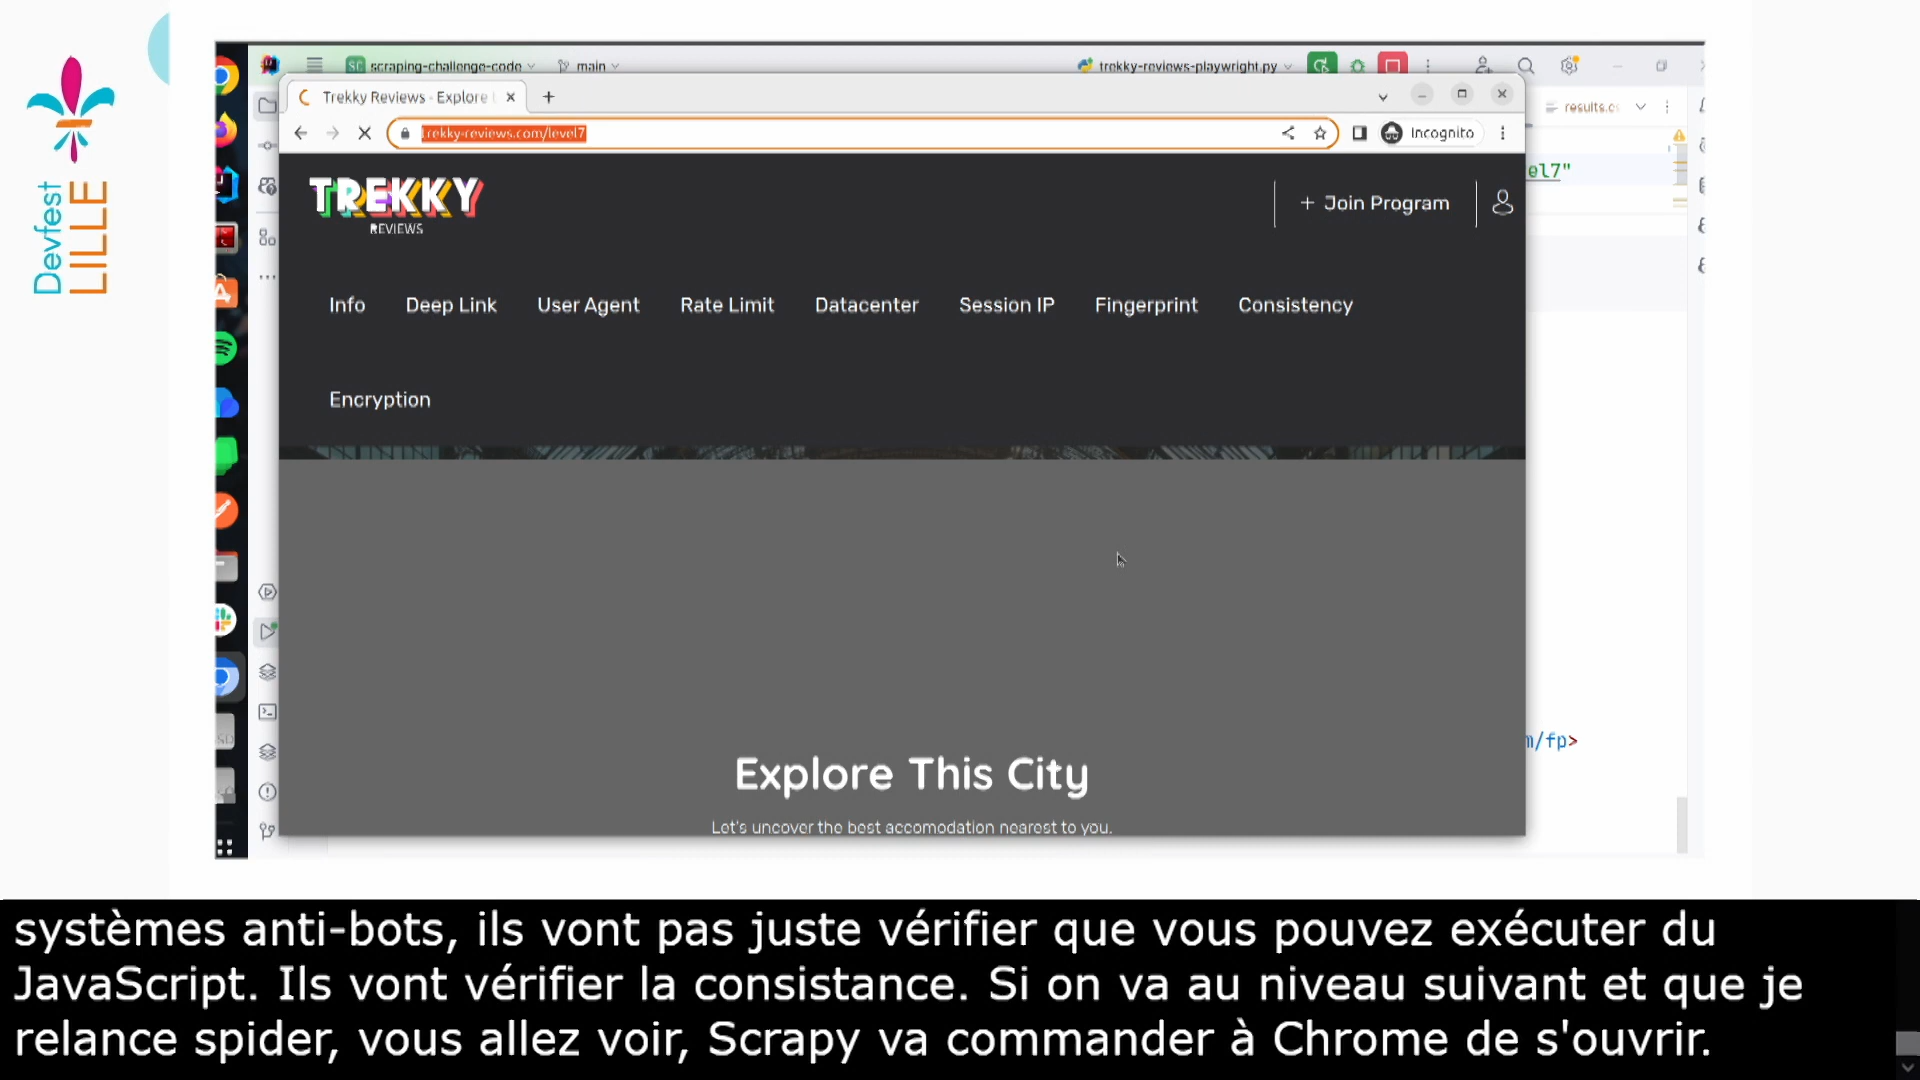 Devfest
LILLE
SC scraping-challenge-code
main
trekky-reviews-playwright.py
Trekky Reviews - Explore
trekky-reviews.com/level7
Incognito
el7"
TREKKY
REVIEWS
+ Join Program
Info
Deep Link
User Agent
Rate Limit
Datacenter
Session IP
Fingerprint
Consistency
Encryption
m/fp>
Explore This City
Let's uncover the best accomodation nearest to you.
systèmes anti-bots, ils vont pas juste vérifier que vous pouvez exécuter du
JavaScript. Ils vont vérifier la consistance. Si on va au niveau suivant et que je
relance spider, vous allez voir, Scrapy va commander à Chrome de s'ouvrir.